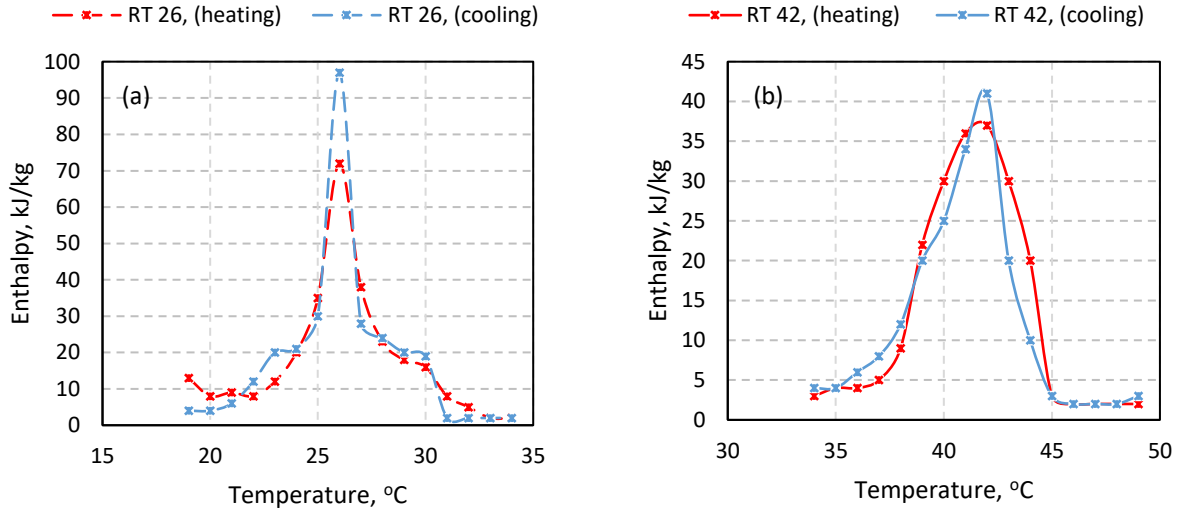 RT 26, (heating) RT 26, (cooling)
100
90
80
70
60
50
40
30
20
10
0
(a)
Enthalpy, kJ/kg
15 20 25 30 35
Temperature, °C
RT 42, (heating) RT 42, (cooling)
45
40
35
30
25
20
15
10
5
0
(b)
Enthalpy, kJ/kg
30 35 40 45 50
Temperature, °C